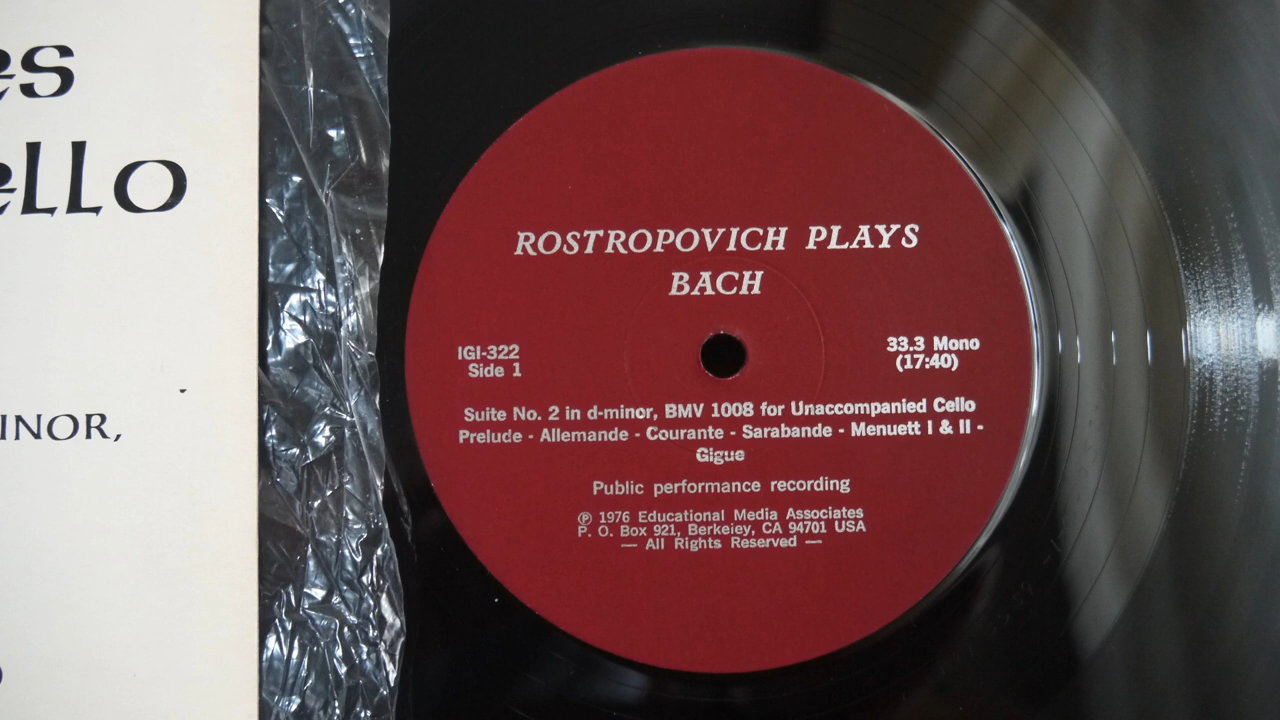 es
ello
INOR,
ROSTROPOVICH PLAYS
BACH
IGI-322
Side 1
33.3 Mono
(17:40)
Suite No. 2 in d-minor, BMV 1008 for Unaccompanied Cello
Prelude - Allemande - Courante - Sarabande - Menuett I & II -
Gigue
Public performance recording
℗ 1976 Educational Media Associates
P. O. Box 921, Berkeley, CA 94701 USA
— All Rights Reserved —